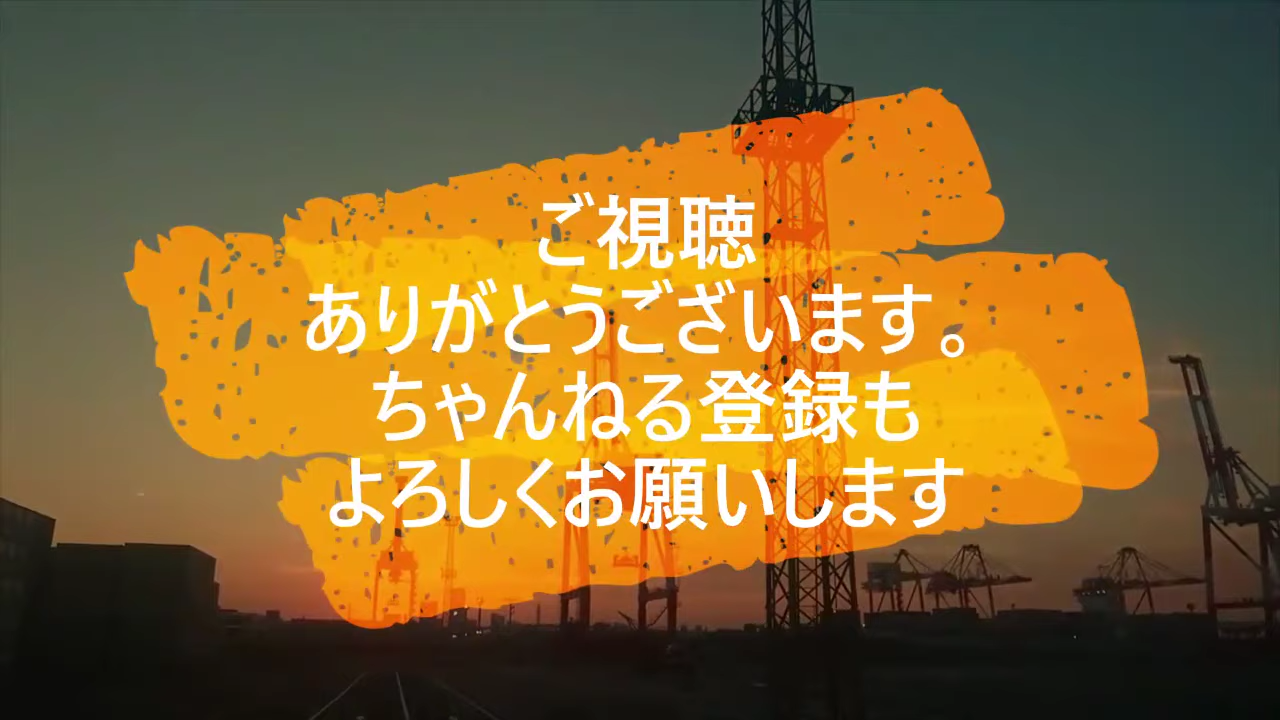 ご視聴
ありがとうございます。
ちゃんねる登録も
よろしくお願いします